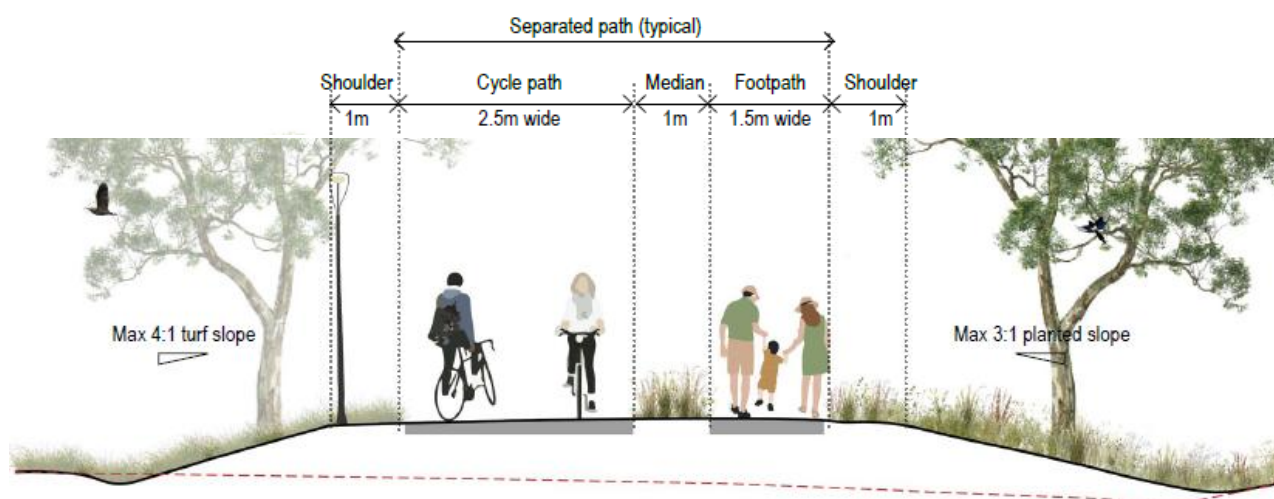 Separated path (typical)
Shoulder
Cycle path
Median
Footpath
Shoulder
1m
2.5m wide
1m
1.5m wide
1m
Max 4:1 turf slope
Max 3:1 planted slope